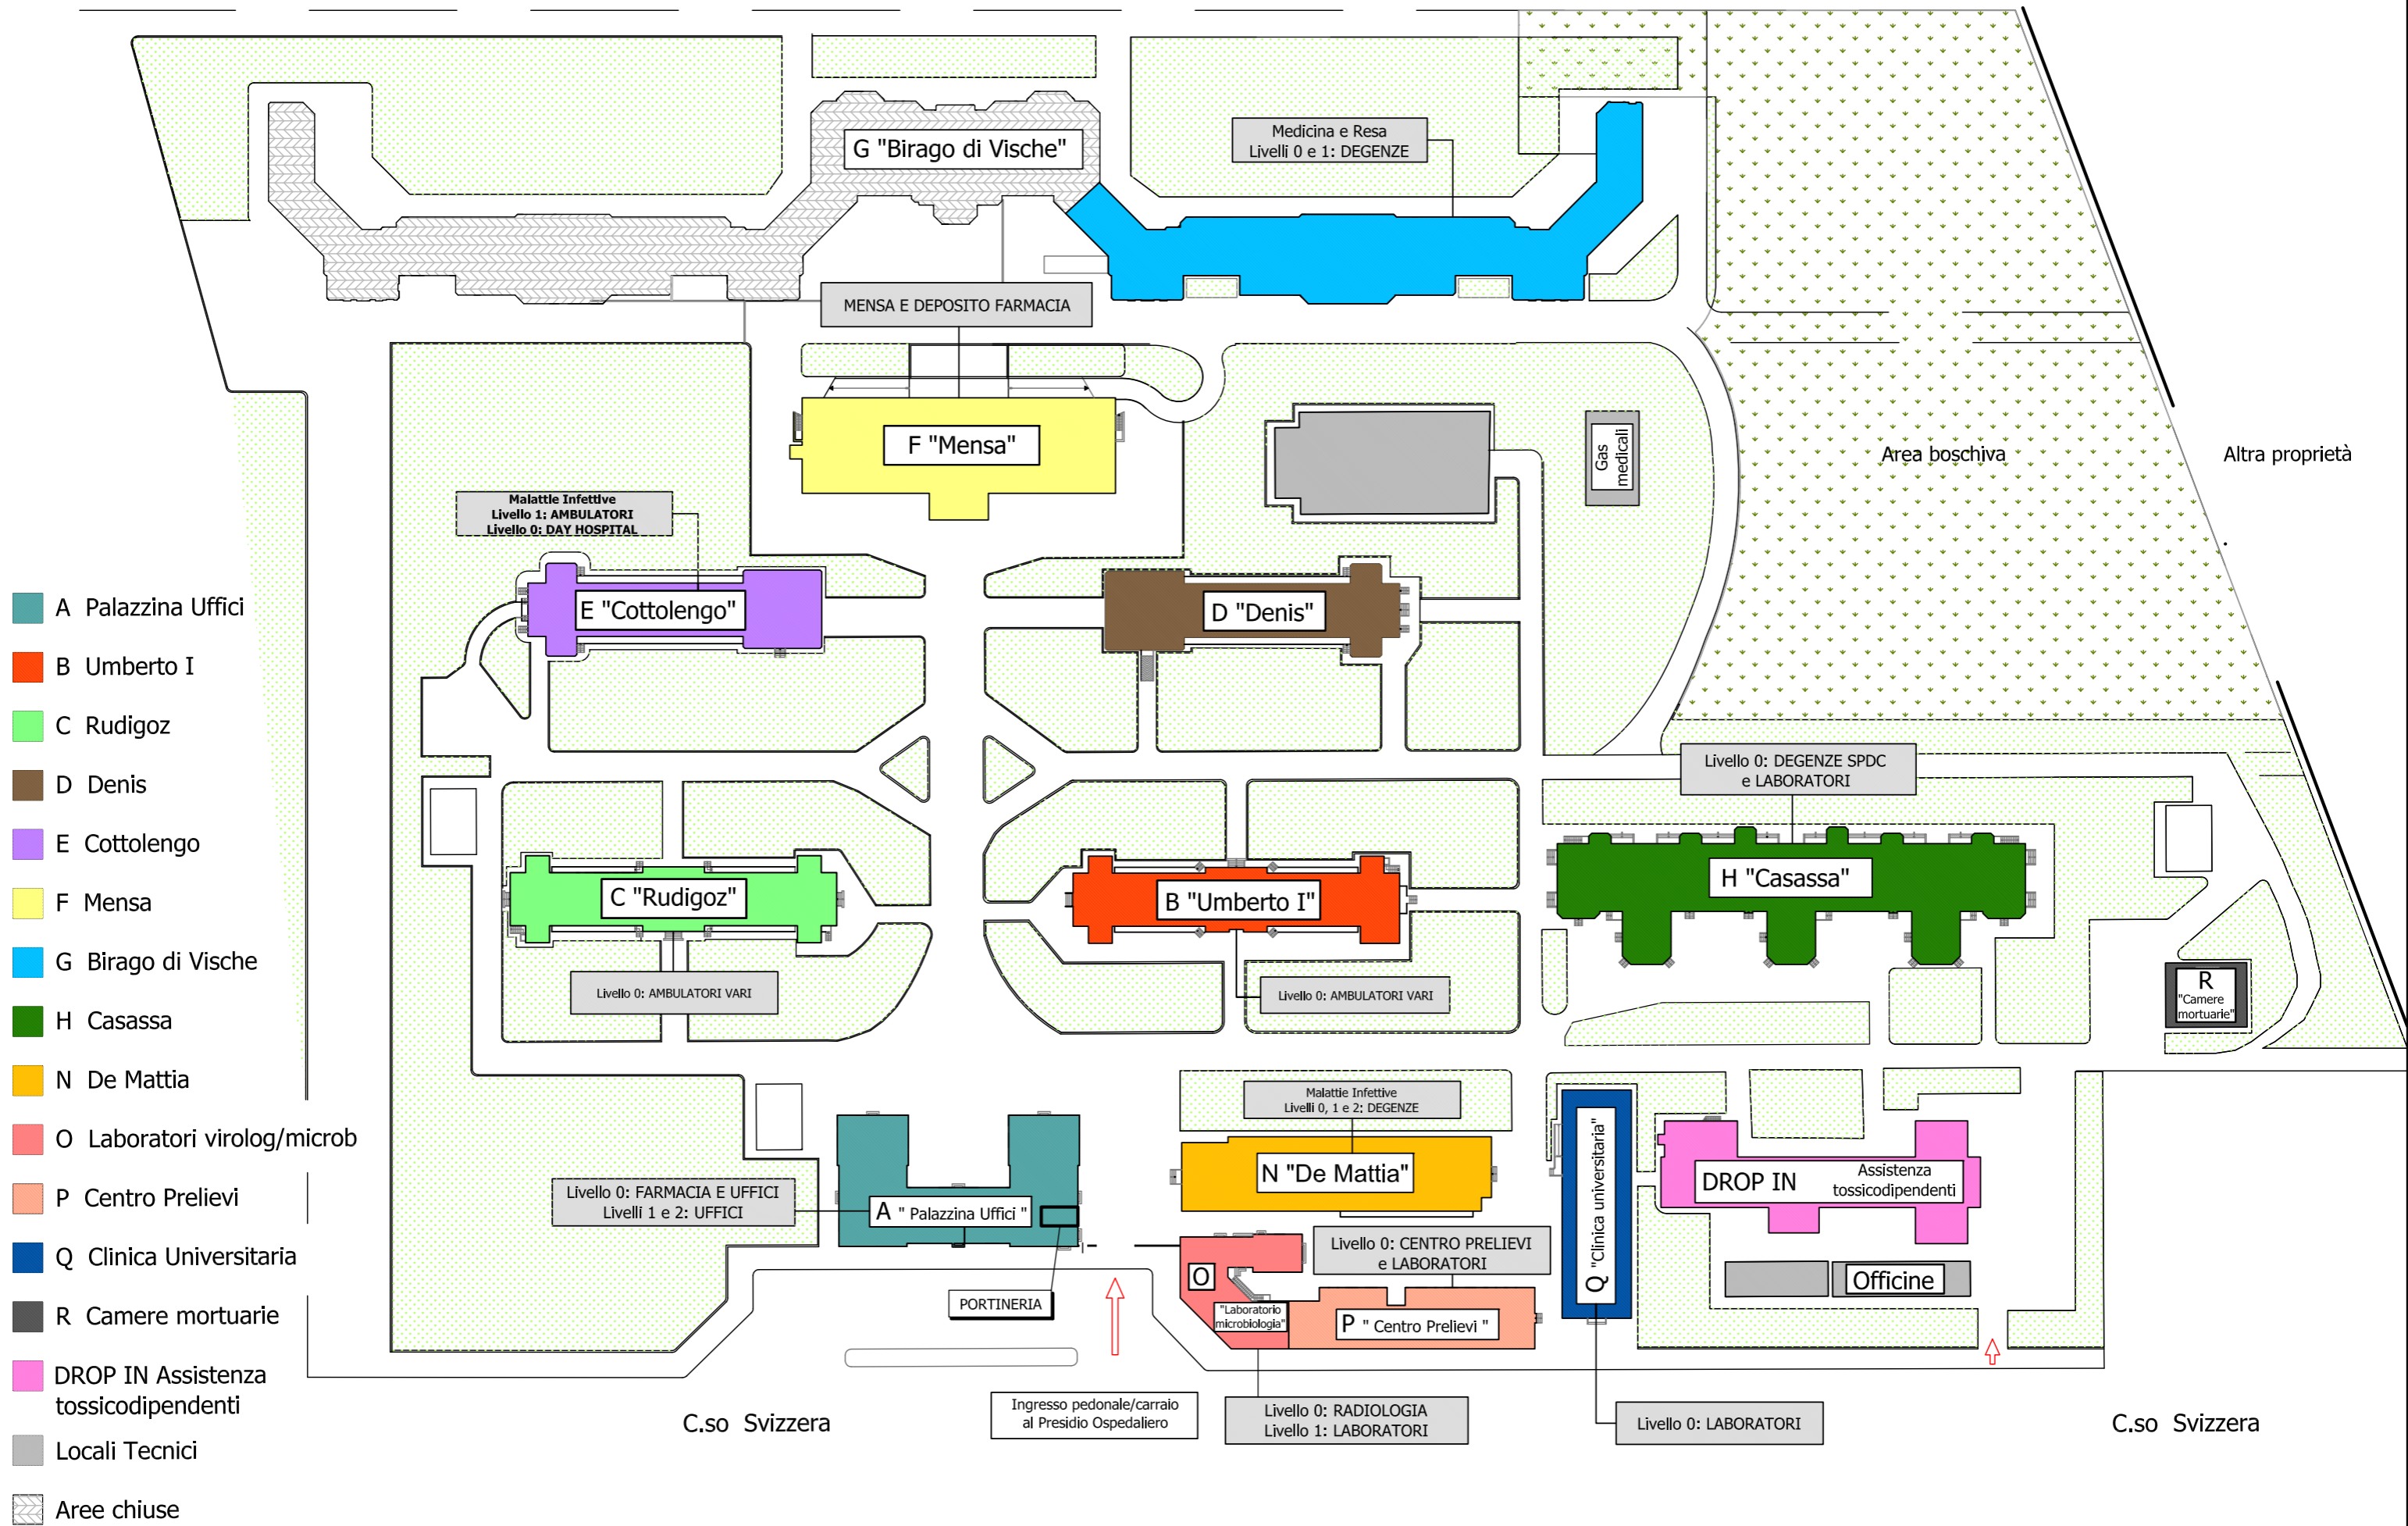 G "Birago di Vische"
Medicina e Resa
Livelli 0 e 1: DEGENZE
MENSA E DEPOSITO FARMACIA
F "Mensa"
Gas
medicali
Area boschiva
Altra proprietà
Malattie Infettive
Livello 1: AMBULATORI
Livello 0: DAY HOSPITAL
E "Cottolengo"
D "Denis"
Livello 0: DEGENZE SPDC
e LABORATORI
C "Rudigoz"
B "Umberto I"
H "Casassa"
Livello 0: AMBULATORI VARI
Livello 0: AMBULATORI VARI
R
"Camere
mortuarie"
Malattie Infettive
Livelli 0, 1 e 2: DEGENZE
N "De Mattia"
Q "Clinica universitaria"
DROP IN
Assistenza
tossicodipendenti
Livello 0: FARMACIA E UFFICI
Livelli 1 e 2: UFFICI
A " Palazzina Uffici "
Livello 0: CENTRO PRELIEVI
e LABORATORI
O
"Laboratorio
microbiologia"
P " Centro Prelievi "
Officine
PORTINERIA
Ingresso pedonale/carraio
al Presidio Ospedaliero
Livello 0: RADIOLOGIA
Livello 1: LABORATORI
Livello 0: LABORATORI
C.so Svizzera
C.so Svizzera
A Palazzina Uffici
B Umberto I
C Rudigoz
D Denis
E Cottolengo
F Mensa
G Birago di Vische
H Casassa
N De Mattia
O Laboratori virolog/microb
P Centro Prelievi
Q Clinica Universitaria
R Camere mortuarie
DROP IN Assistenza
tossicodipendenti
Locali Tecnici
Aree chiuse